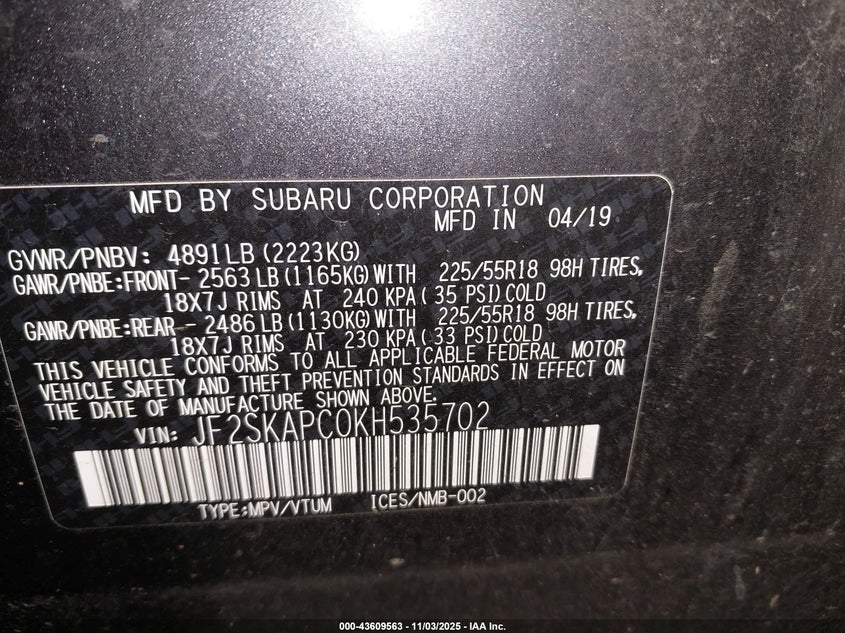 MFD BY SUBARU CORPORATION
MFD IN 04/19
GVWR/PNBV: 4891LB (2223KG)
GAWR/PNBE:FRONT- 2563 LB (1165KG) WITH 225/55R18 98H TIRES,
18X7J RIMS AT 240 KPA ( 35 PSI) COLD
GAWR/PNBE:REAR - 2486 LB (1130KG) WITH 225/55R18 98H TIRES,
18X7J RIMS AT 230 KPA ( 33 PSI) COLD
THIS VEHICLE CONFORMS TO ALL APPLICABLE FEDERAL MOTOR
VEHICLE SAFETY AND THEFT PREVENTION STANDARDS IN EFFECT ON
THE DATE OF MANUFACTURE SHOWN ABOVE.
VIN: JF2SKAPC0KH535702
TYPE:MPV/VTUM ICES/NMB-002
000-43609563 - 11/03/2025 - IAA Inc.